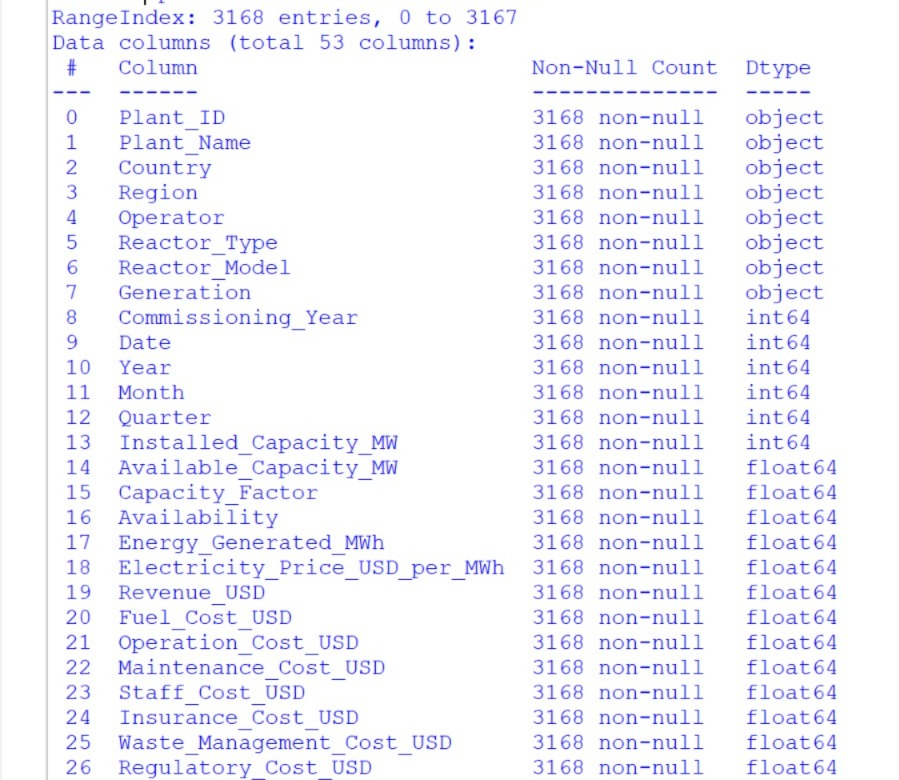 RangeIndex: 3168 entries, 0 to 3167
Data columns (total 53 columns):
 #   Column                         Non-Null Count  Dtype
---  ------                         --------------  -----
 0   Plant_ID                       3168 non-null   object
 1   Plant_Name                     3168 non-null   object
 2   Country                        3168 non-null   object
 3   Region                         3168 non-null   object
 4   Operator                       3168 non-null   object
 5   Reactor_Type                   3168 non-null   object
 6   Reactor_Model                  3168 non-null   object
 7   Generation                     3168 non-null   object
 8   Commissioning_Year             3168 non-null   int64
 9   Date                           3168 non-null   int64
 10  Year                           3168 non-null   int64
 11  Month                          3168 non-null   int64
 12  Quarter                        3168 non-null   int64
 13  Installed_Capacity_MW          3168 non-null   int64
 14  Available_Capacity_MW          3168 non-null   float64
 15  Capacity_Factor                3168 non-null   float64
 16  Availability                   3168 non-null   float64
 17  Energy_Generated_MWh           3168 non-null   float64
 18  Electricity_Price_USD_per_MWh  3168 non-null   float64
 19  Revenue_USD                    3168 non-null   float64
 20  Fuel_Cost_USD                  3168 non-null   float64
 21  Operation_Cost_USD             3168 non-null   float64
 22  Maintenance_Cost_USD           3168 non-null   float64
 23  Staff_Cost_USD                 3168 non-null   float64
 24  Insurance_Cost_USD             3168 non-null   float64
 25  Waste_Management_Cost_USD      3168 non-null   float64
 26  Regulatory_Cost_USD            3168 non-null   float64